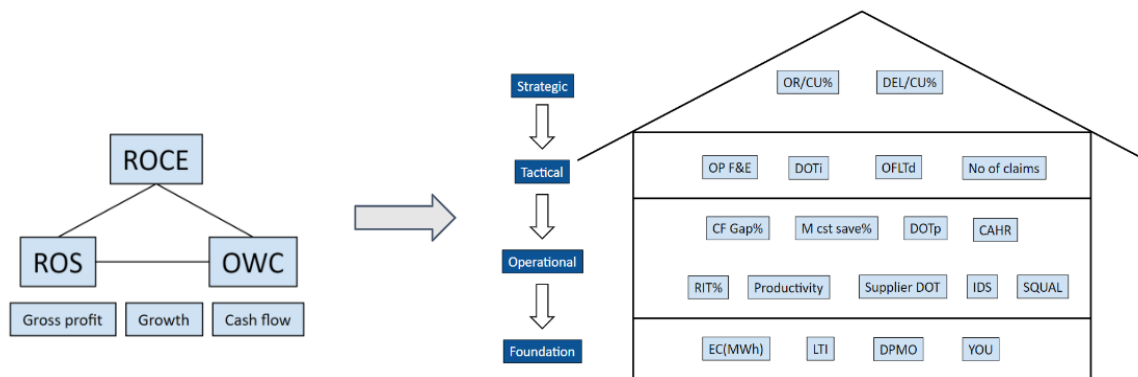 ROCE
ROS
OWC
Gross profit
Growth
Cash flow
Strategic
Tactical
Operational
Foundation
OR/CU%
DEL/CU%
OP F&E
DOTi
OFLTd
No of claims
CF Gap%
M cst save%
DOTp
CAHR
RIT%
Productivity
Supplier DOT
IDS
SQUAL
EC(MWh)
LTI
DPMO
YOU